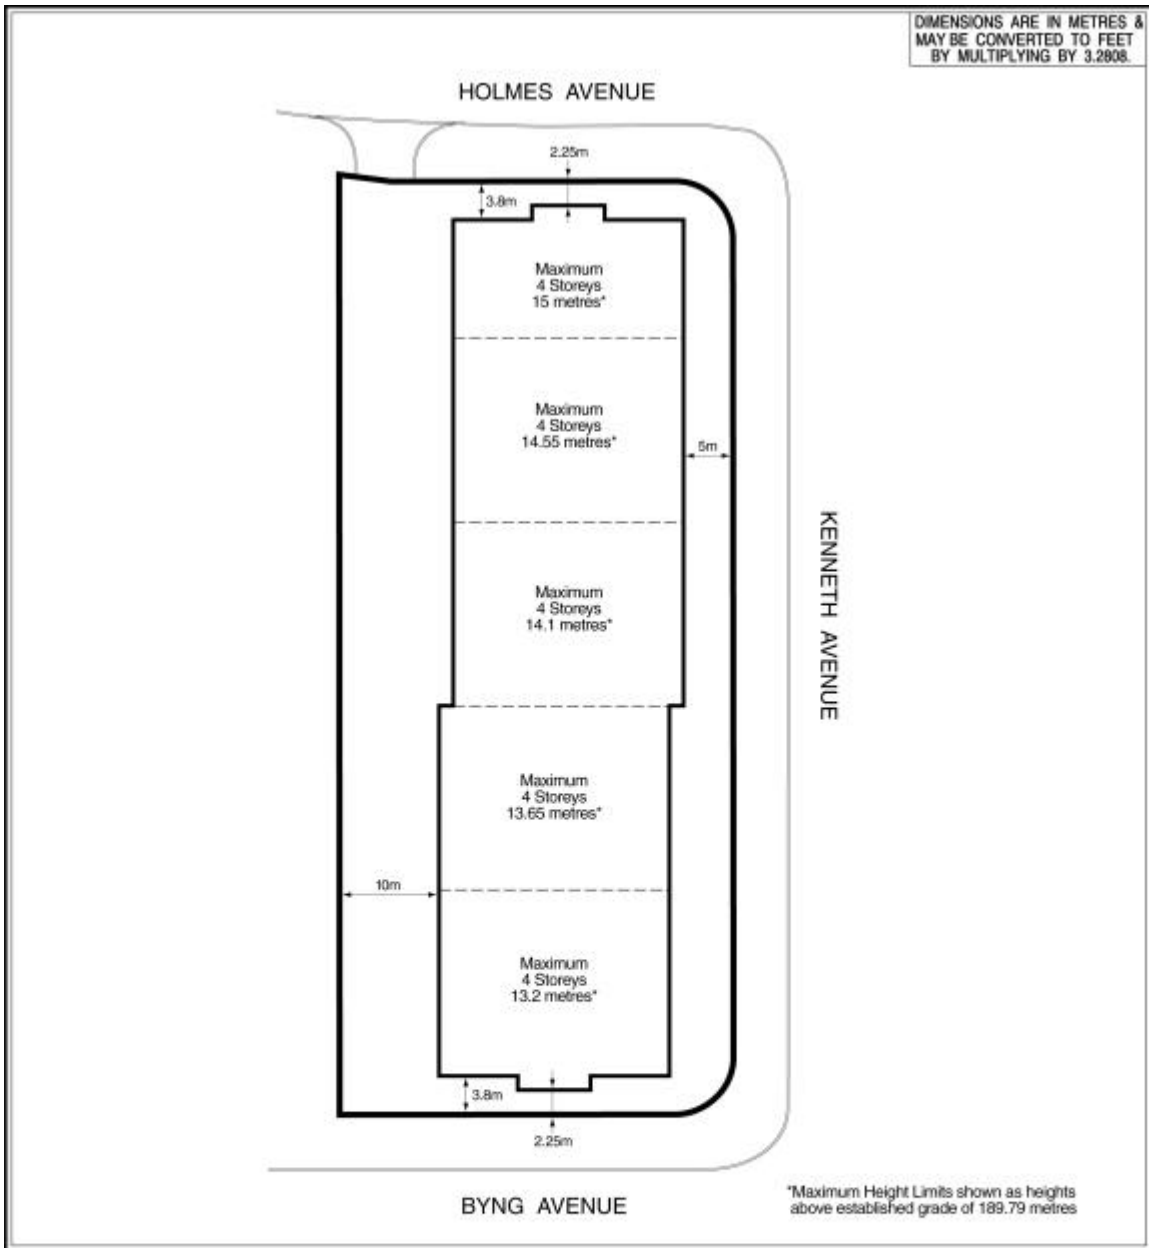 DIMENSIONS ARE IN METRES &
MAY BE CONVERTED TO FEET
BY MULTIPLYING BY 3.2808.
HOLMES AVENUE
2.25m
3.8m
Maximum
4 Storeys
15 metres*
Maximum
4 Storeys
14.55 metres*
5m
KENNETH AVENUE
Maximum
4 Storeys
14.1 metres*
Maximum
4 Storeys
13.65 metres*
10m
Maximum
4 Storeys
13.2 metres*
3.8m
2.25m
BYNG AVENUE
*Maximum Height Limits shown as heights
above established grade of 189.79 metres